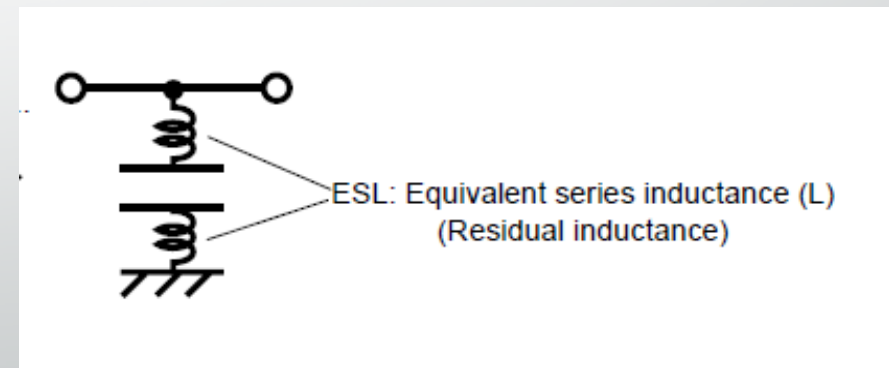 ESL: Equivalent series inductance (L)
(Residual inductance)